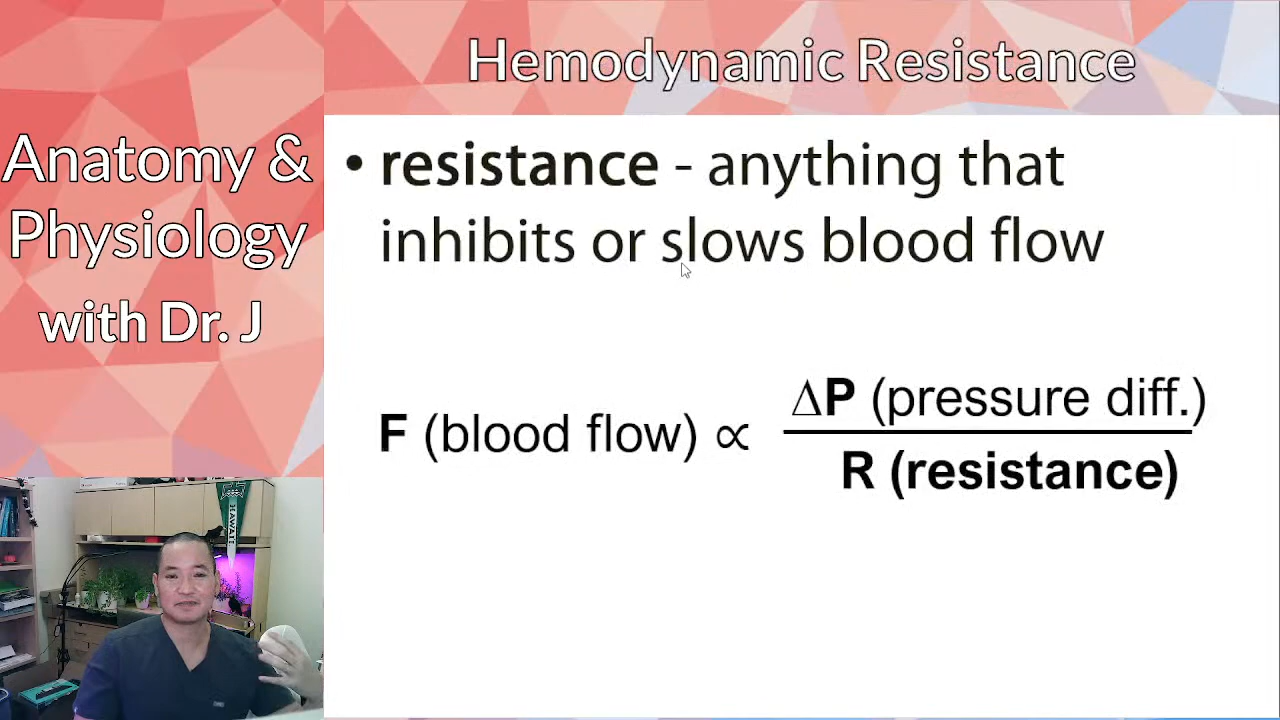 Hemodynamic Resistance
Anatomy &
Physiology
with Dr. J
• resistance - anything that
inhibits or slows blood flow
F (blood flow) ∝ ΔP (pressure diff.)
R (resistance)
HAWAII